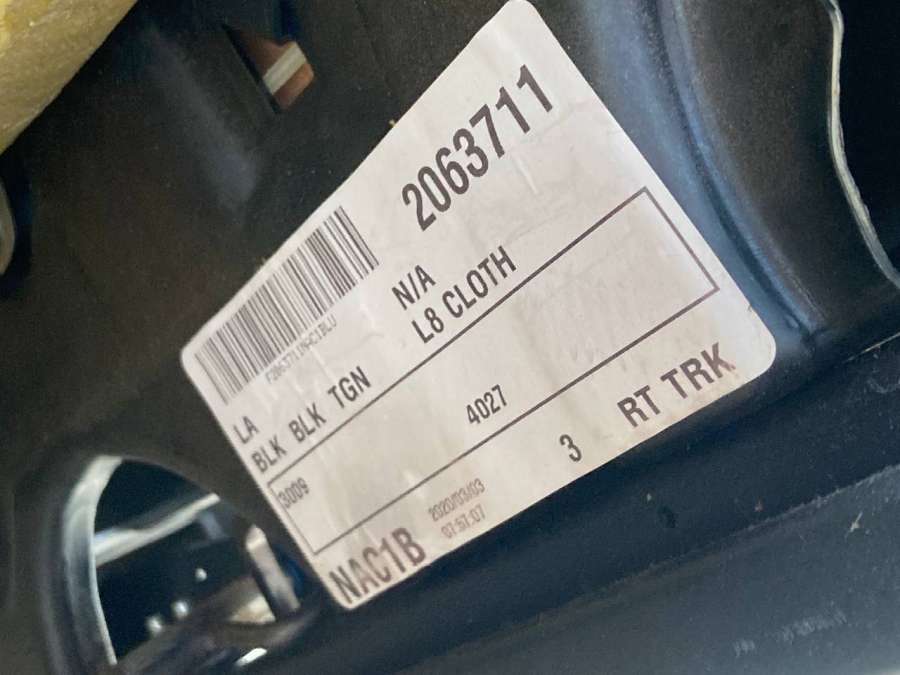 2063711
F2063711NAC1BLU
LA
N/A
BLK BLK TGN
L8 CLOTH
3009
4027
NAC1B
2020/03/03
07:57:07
3
RT TRK